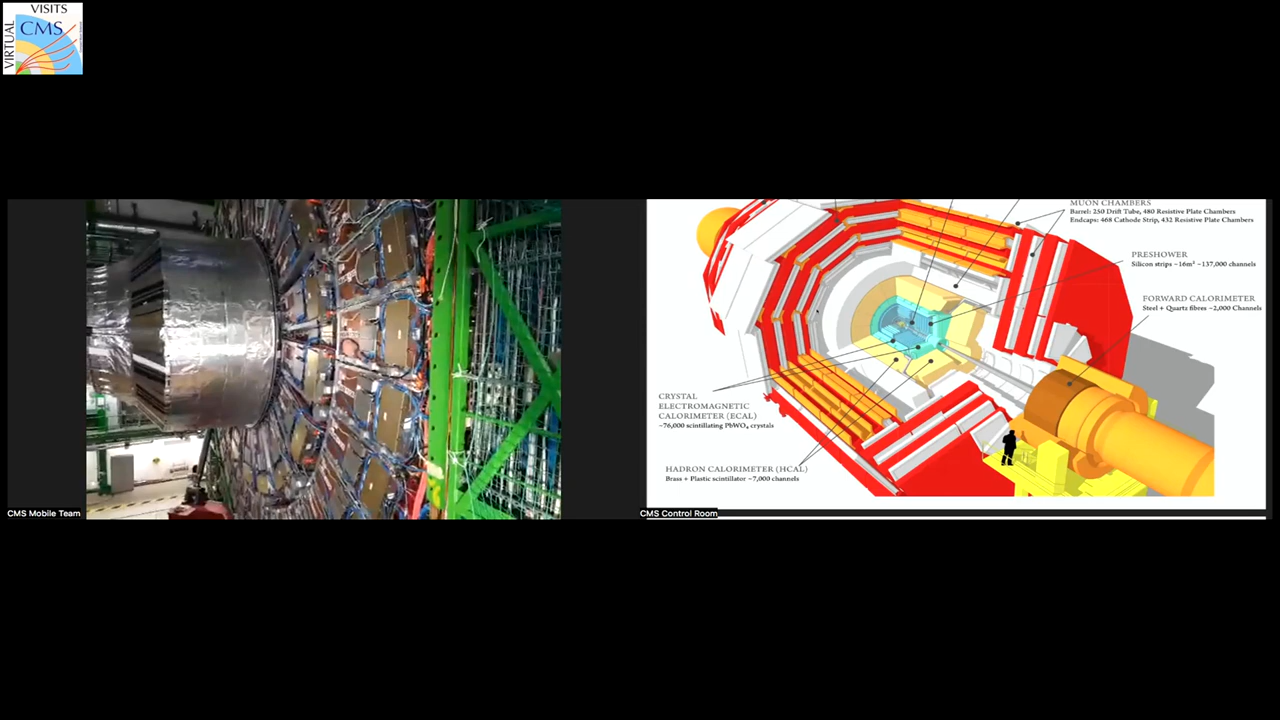 VISITS
CMS
VIRTUAL
MUON CHAMBERS
Barrel: 250 Drift Tube, 480 Resistive Plate Chambers
Endcaps: 468 Cathode Strip, 432 Resistive Plate Chambers
PRESHOWER
Silicon strips ~16m² ~137,000 channels
FORWARD CALORIMETER
Steel + Quartz fibres ~2,000 Channels
CRYSTAL
ELECTROMAGNETIC
CALORIMETER (ECAL)
~76,000 scintillating PbWO₄ crystals
HADRON CALORIMETER (HCAL)
Brass + Plastic scintillator ~7,000 channels
CMS Mobile Team
CMS Control Room